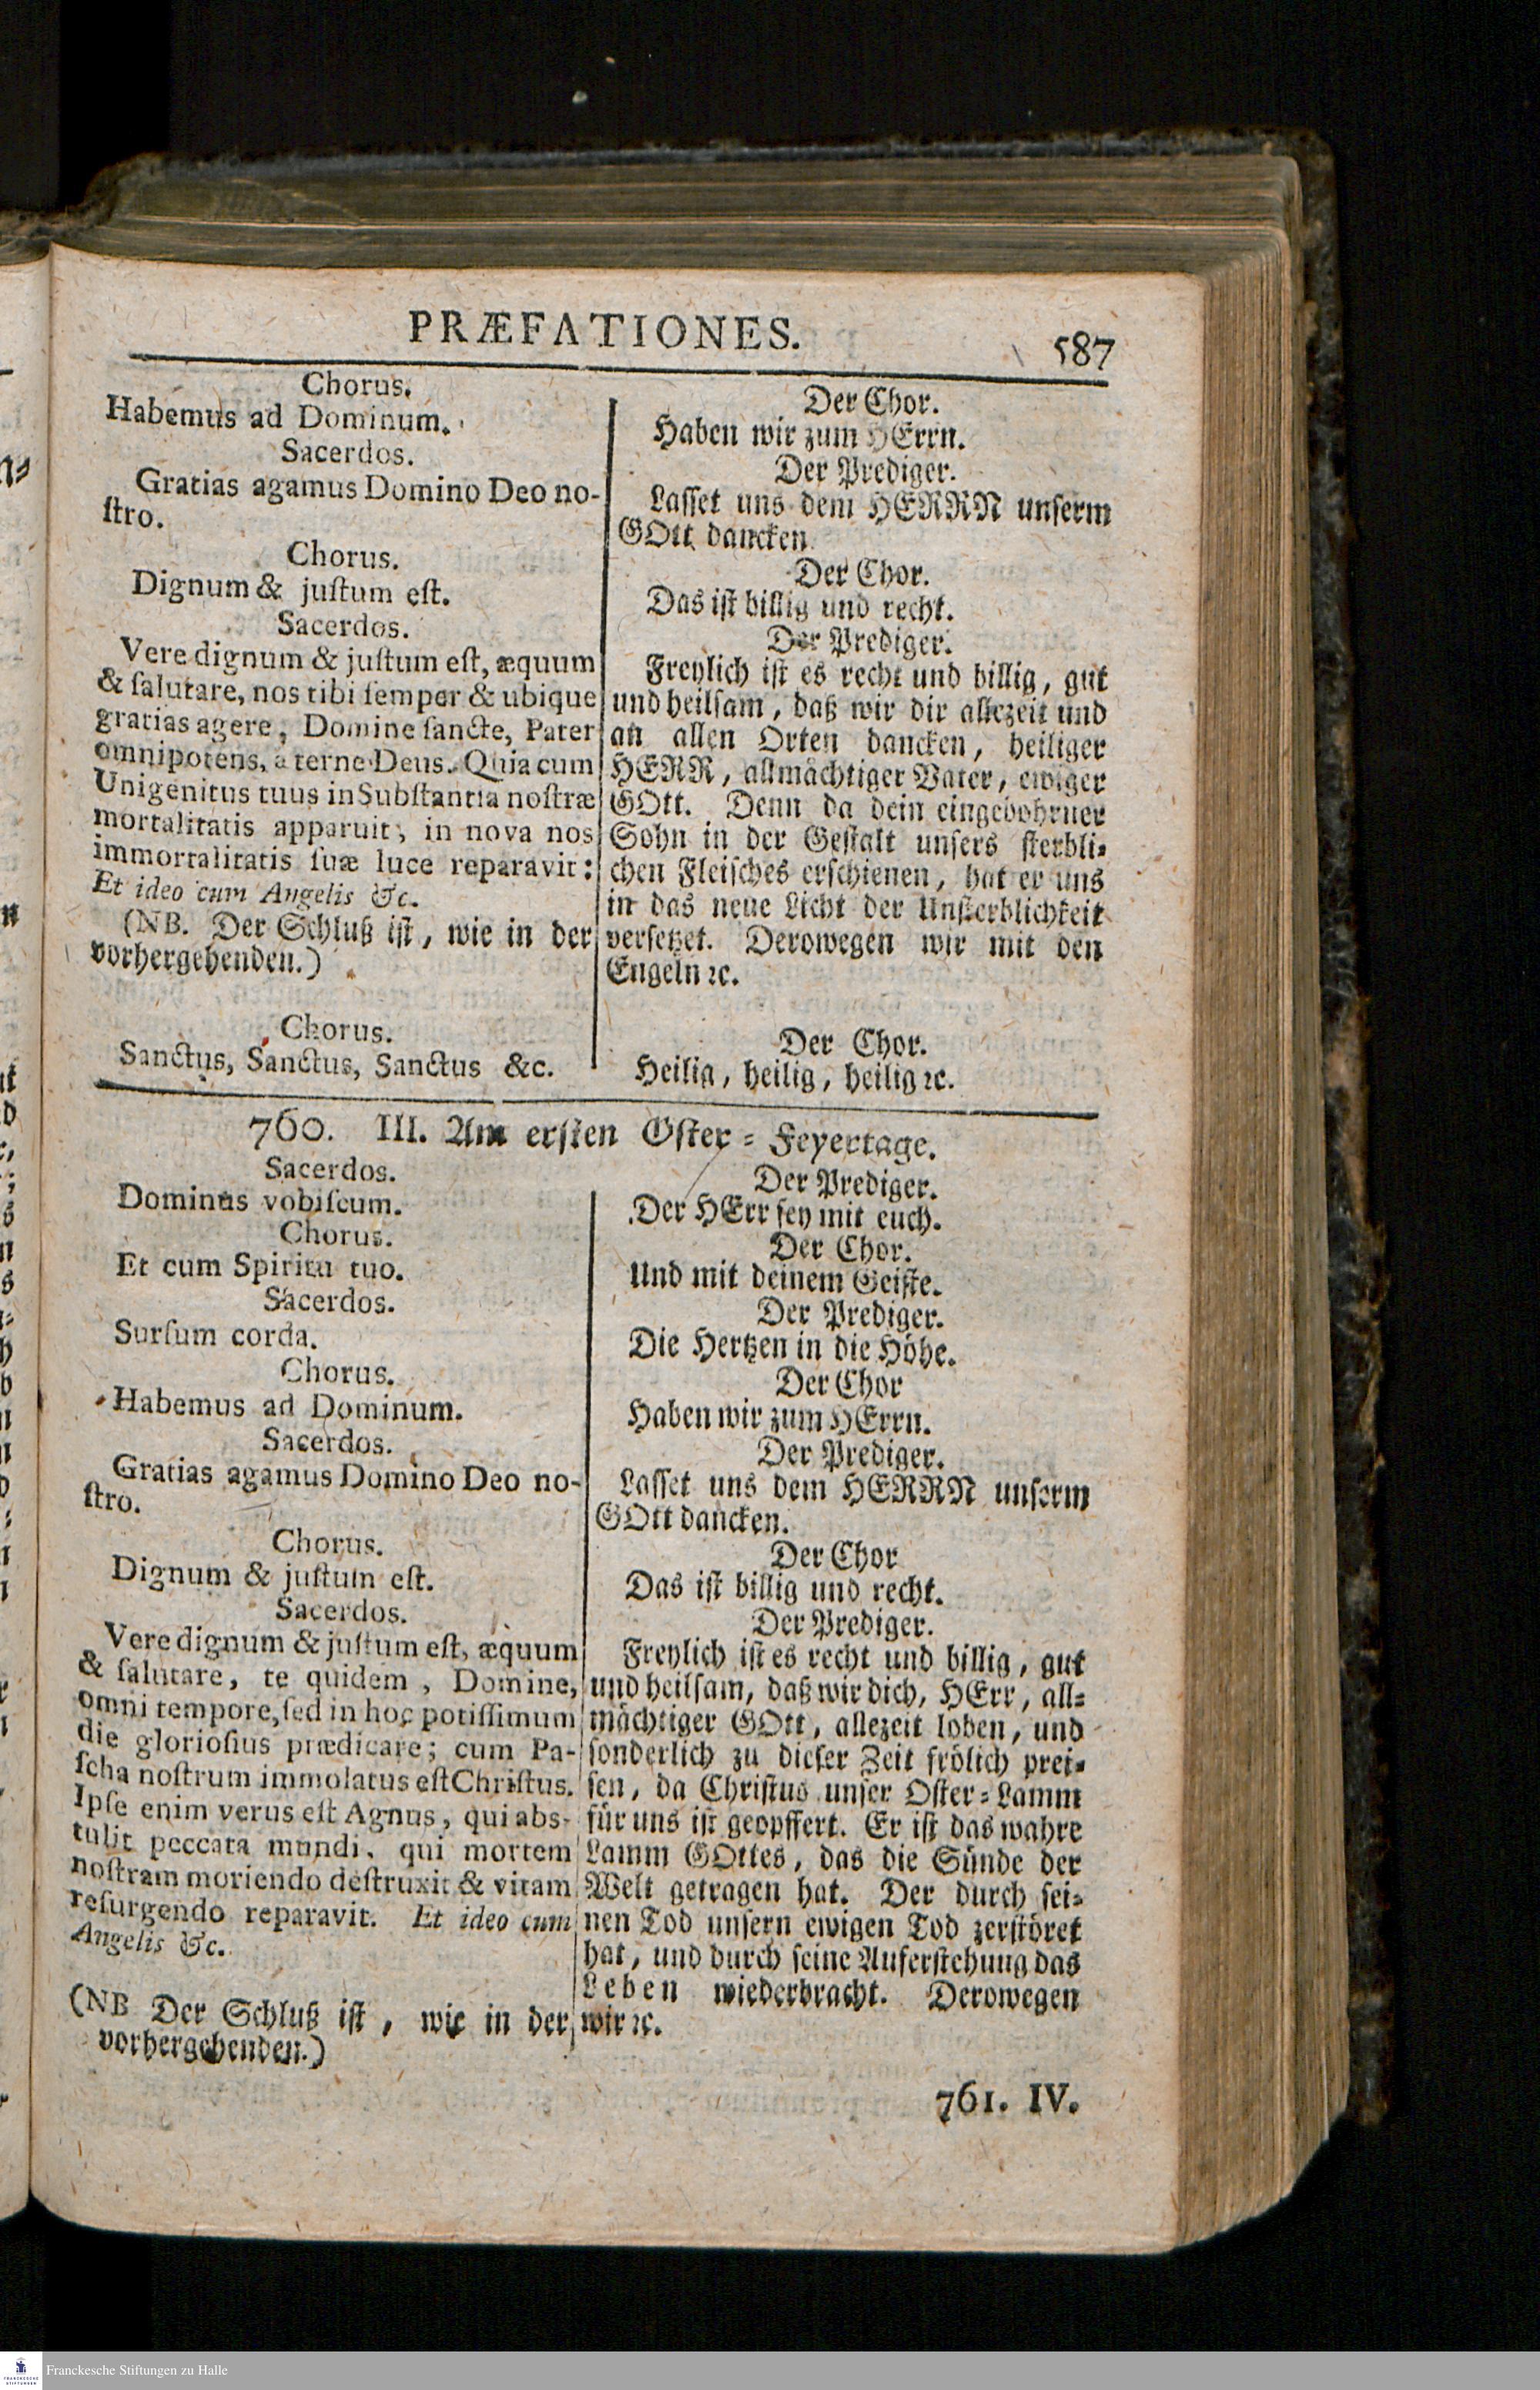 PRÆFATIONES.
587
Chorus.
Habemus ad Dominum.
Sacerdos.
Gratias agamus Domino Deo no-
ſtro.
Chorus.
Dignum & juſtum eſt.
Sacerdos.
Vere dignum & juſtum eſt, æquum
& ſalutare, nos tibi ſemper & ubique
gratias agere, Domine ſancte, Pater
omnipotens, æterne Deus. Quia cum
Unigenitus tuus in Subſtantia noſtræ
mortalitatis apparuit, in nova nos
immortalitatis ſuæ luce reparavit:
Et ideo cum Angelis &c.
(NB. Der Schluß iſt, wie in der
vorhergehenden.)
Chorus.
Sanctus, Sanctus, Sanctus &c.
Der Chor.
Haben wir zum HErrn.
Der Prediger.
Laſſet uns dem HERRN unſerm
GOtt dancken.
Der Chor.
Das iſt billig und recht.
Der Prediger.
Freylich iſt es recht und billig, gut
und heilſam, daß wir dir allezeit und
an allen Orten dancken, heiliger
HERR, allmächtiger Vater, ewiger
GOtt. Denn da dein eingebohrner
Sohn in der Geſtalt unſers ſterbli-
chen Fleiſches erſchienen, hat er uns
in das neue Licht der Unſterblichkeit
verſetzet. Derowegen wir mit den
Engeln ꝛc.
Der Chor.
Heilig, heilig, heilig ꝛc.
760. III. Am erſten Oſter-Feyertage.
Sacerdos.
Dominus vobiſcum.
Chorus.
Et cum Spiritu tuo.
Sacerdos.
Surſum corda.
Chorus.
Habemus ad Dominum.
Sacerdos.
Gratias agamus Domino Deo no-
ſtro.
Chorus.
Dignum & juſtum eſt.
Sacerdos.
Vere dignum & juſtum eſt, æquum
& ſalutare, te quidem, Domine,
omni tempore, ſed in hoc potiſſimum
die glorioſius prædicare; cum Pa-
ſcha noſtrum immolatus eſt Chriſtus.
Ipſe enim verus eſt Agnus, qui abs-
tulit peccata mundi, qui mortem
noſtram moriendo deſtruxit & vitam
reſurgendo reparavit. Et ideo cum
Angelis &c.
(NB Der Schluß iſt, wie in der
vorhergehenden.)
Der Prediger.
Der HErr ſey mit euch.
Der Chor.
Und mit deinem Geiſte.
Der Prediger.
Die Hertzen in die Höhe.
Der Chor
Haben wir zum HErrn.
Der Prediger.
Laſſet uns dem HERRN unſerm
GOtt dancken.
Der Chor
Das iſt billig und recht.
Der Prediger.
Freylich iſt es recht und billig, gut
und heilſam, daß wir dich, HErr, all-
mächtiger GOtt, allezeit loben, und
ſonderlich zu dieſer Zeit frölich prei-
ſen, da Chriſtus unſer Oſter-Lamm
für uns iſt geopffert. Er iſt das wahre
Lamm GOttes, das die Sünde der
Welt getragen hat. Der durch ſei-
nen Tod unſern ewigen Tod zerſtöret
hat, und durch ſeine Auferſtehung das
Leben wiederbracht. Derowegen
wir ꝛc.
761. IV.
Franckesche Stiftungen zu Halle